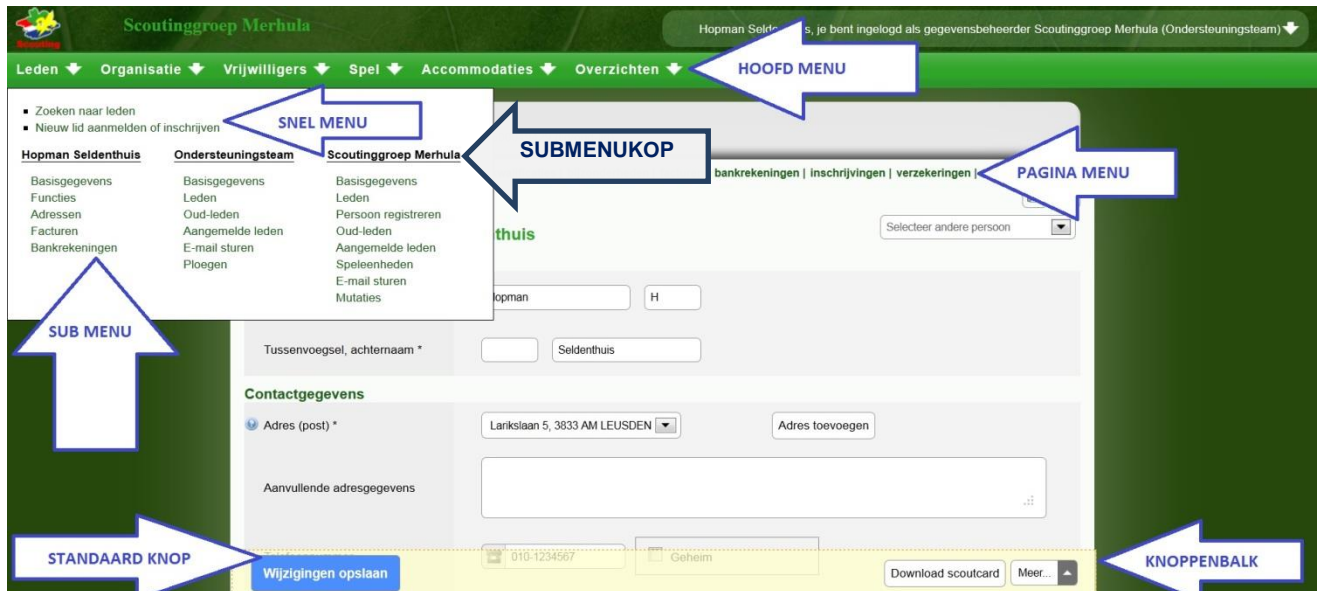 Scouting
Scoutinggroep Merhula
Hopman Seldenthuis, je bent ingelogd als gegevensbeheerder Scoutinggroep Merhula (Ondersteuningsteam)
Leden Organisatie Vrijwilligers Spel Accommodaties Overzichten
HOOFD MENU
Zoeken naar leden
Nieuw lid aanmelden of inschrijven
SNEL MENU
SUBMENUKOP
Hopman Seldenthuis
Basisgegevens
Functies
Adressen
Facturen
Bankrekeningen
Ondersteuningsteam
Basisgegevens
Leden
Oud-leden
Aangemelde leden
E-mail sturen
Ploegen
Scoutinggroep Merhula
Basisgegevens
Leden
Persoon registreren
Oud-leden
Aangemelde leden
Speleenheden
E-mail sturen
Mutaties
SUB MENU
bankrekeningen | inschrijvingen | verzekeringen |
PAGINA MENU
Selecteer andere persoon
thuis
Hopman H
Tussenvoegsel, achternaam * Seldenthuis
Contactgegevens
Adres (post) * Larikslaan 5, 3833 AM LEUSDEN Adres toevoegen
Aanvullende adresgegevens
010-1234567 Geheim
STANDAARD KNOP
Wijzigingen opslaan
Download scoutcard Meer...
KNOPPENBALK